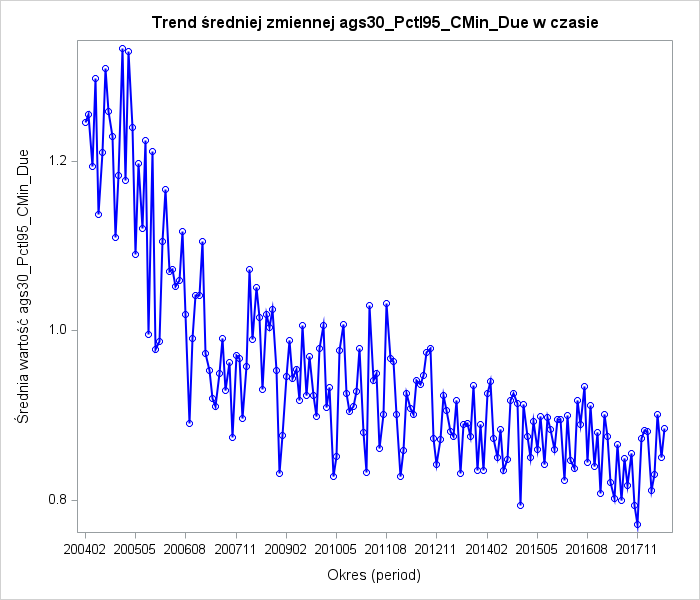 Trend średniej zmiennej ags30_Pctl95_CMin_Due w czasie
Średnia wartość ags30_Pctl95_CMin_Due
1.2
1.0
0.8
200402 200505 200608 200711 200902 201005 201108 201211 201402 201505 201608 201711
Okres (period)